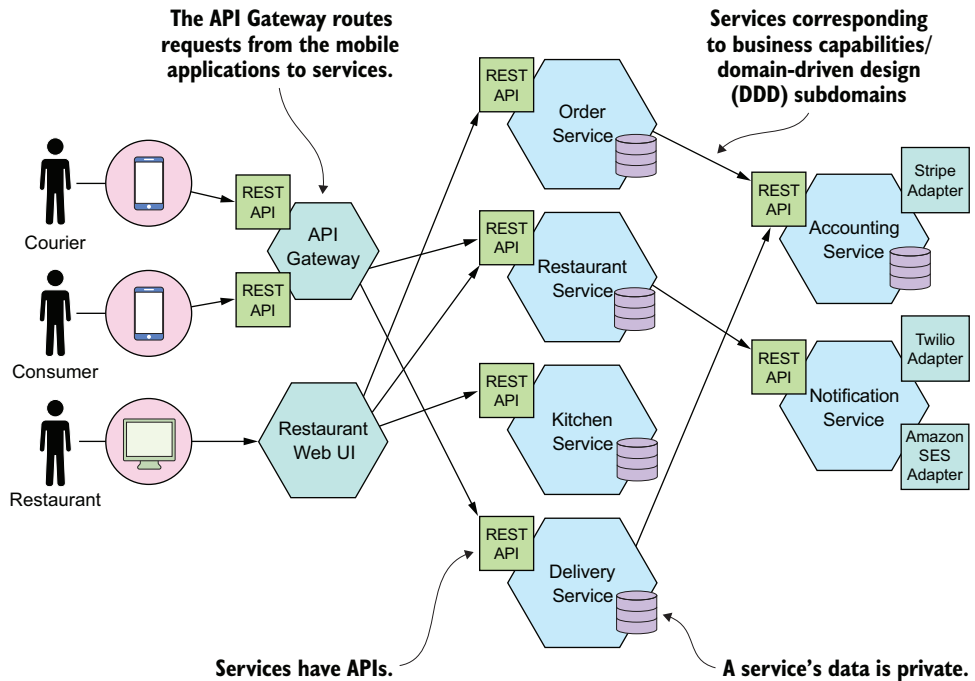 The API Gateway routes
requests from the mobile
applications to services.
Services corresponding
to business capabilities/
domain-driven design
(DDD) subdomains
REST
API
Order
Service
Courier
REST
API
API
Gateway
REST
API
Consumer
REST
API
Restaurant
Service
REST
API
Accounting
Service
Stripe
Adapter
Restaurant
Restaurant
Web UI
REST
API
Kitchen
Service
REST
API
Notification
Service
Twilio
Adapter
Amazon
SES
Adapter
REST
API
Delivery
Service
Services have APIs.
A service’s data is private.